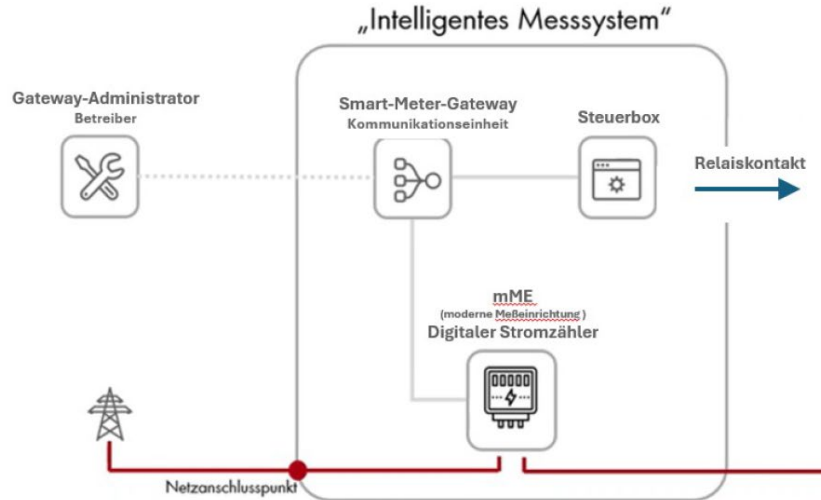 „Intelligentes Messsystem“
Gateway-Administrator
Betreiber
Smart-Meter-Gateway
Kommunikationseinheit
Steuerbox
Relaiskontakt
mME
(moderne Meßeinrichtung )
Digitaler Stromzähler
Netzanschlusspunkt